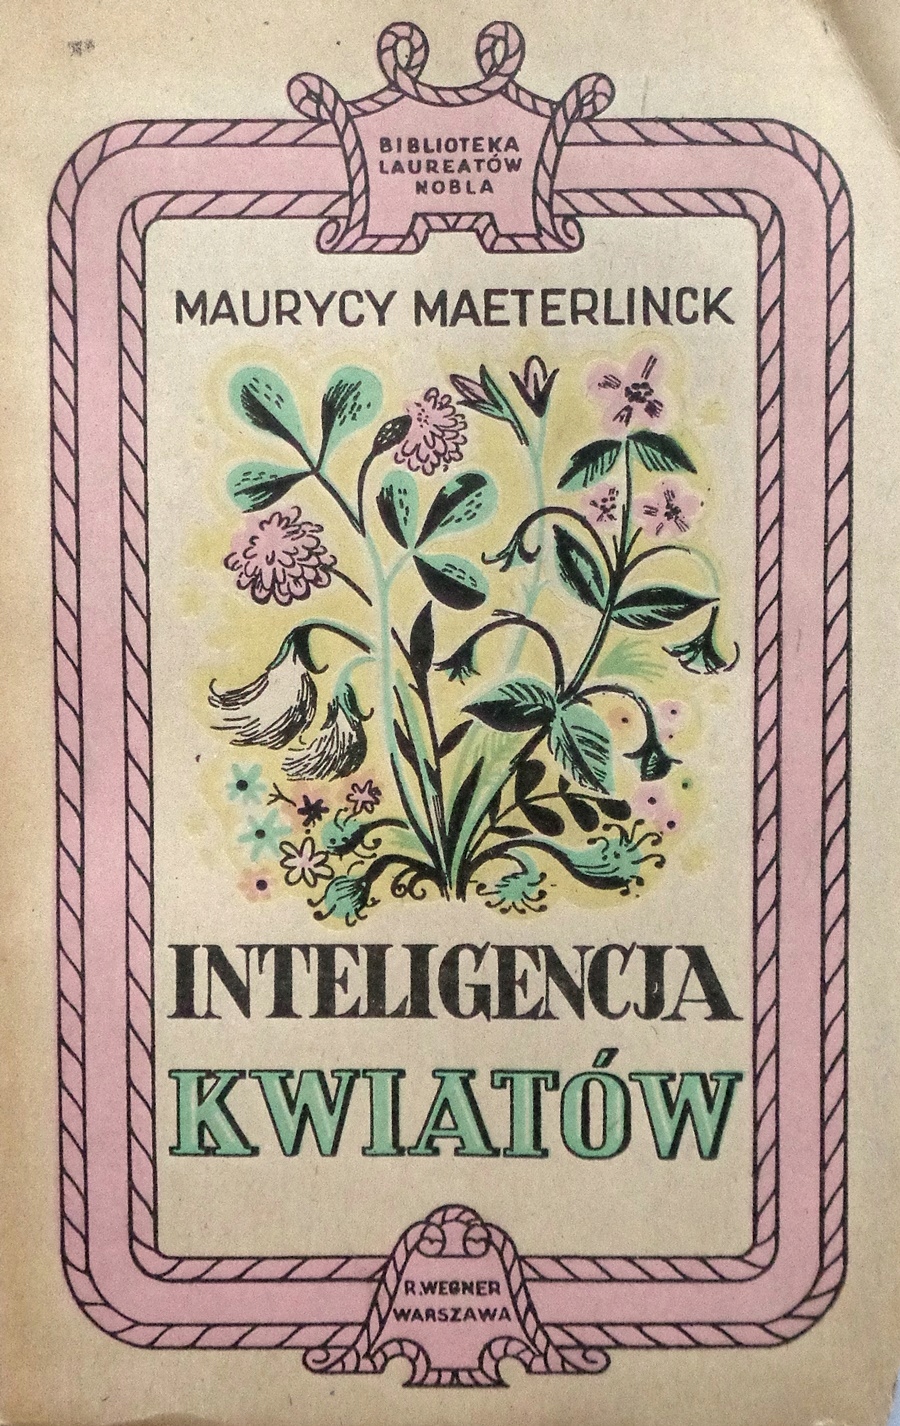 BIBLIOTEKA
LAUREATÓW
NOBLA
MAURYCY MAETERLINCK
INTELIGENCJA
KWIATÓW
R. WEGNER
WARSZAWA